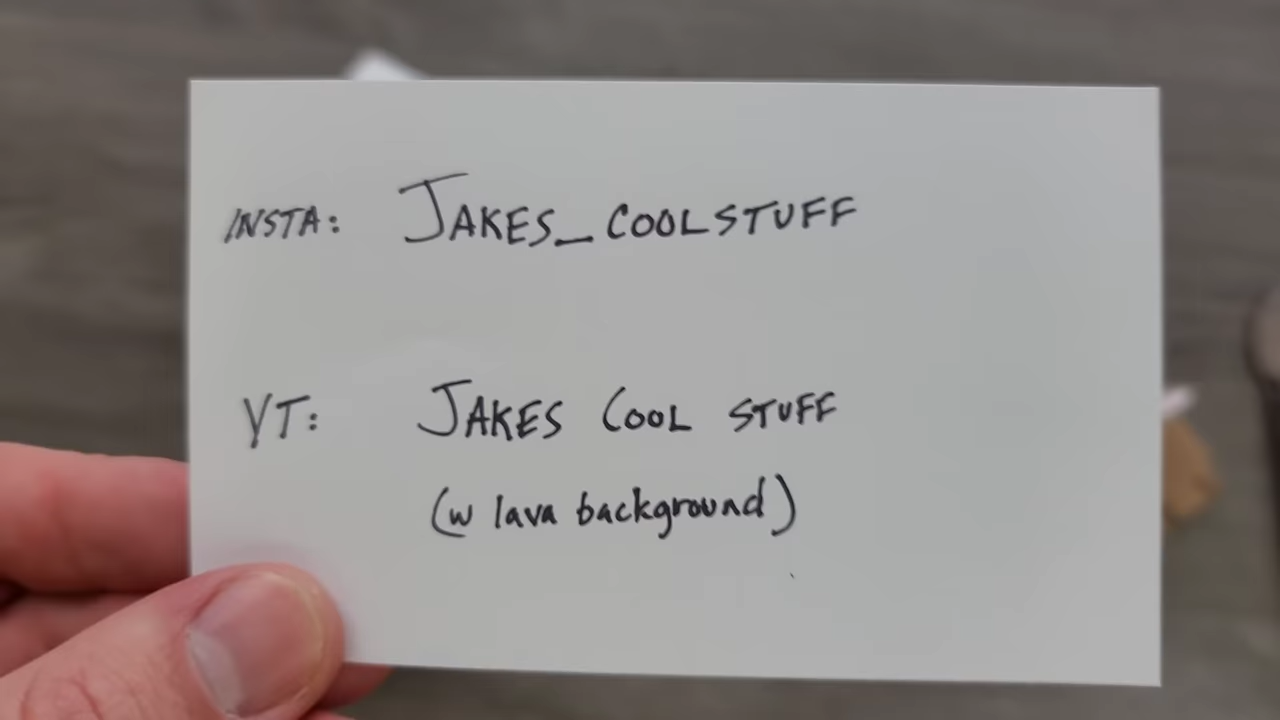 INSTA: JAKES_COOLSTUFF
YT: JAKES COOL STUFF
(w lava background)